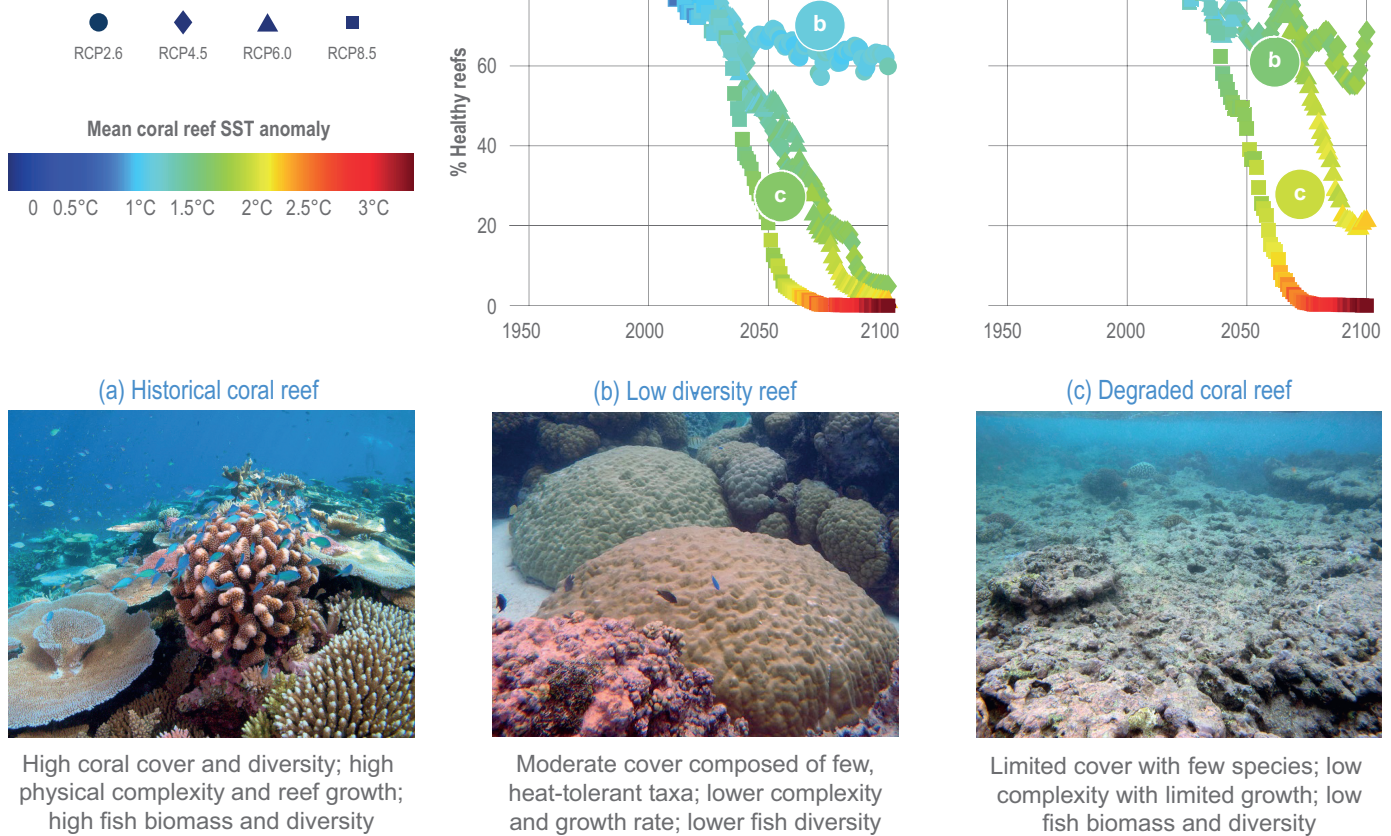 RCP2.6 RCP4.5 RCP6.0 RCP8.5
Mean coral reef SST anomaly
0 0.5°C 1°C 1.5°C 2°C 2.5°C 3°C
% Healthy reefs
60
40
20
0
1950 2000 2050 2100
b
c
1950 2000 2050 2100
b
c
(a) Historical coral reef
High coral cover and diversity; high
physical complexity and reef growth;
high fish biomass and diversity
(b) Low diversity reef
Moderate cover composed of few,
heat-tolerant taxa; lower complexity
and growth rate; lower fish diversity
(c) Degraded coral reef
Limited cover with few species; low
complexity with limited growth; low
fish biomass and diversity